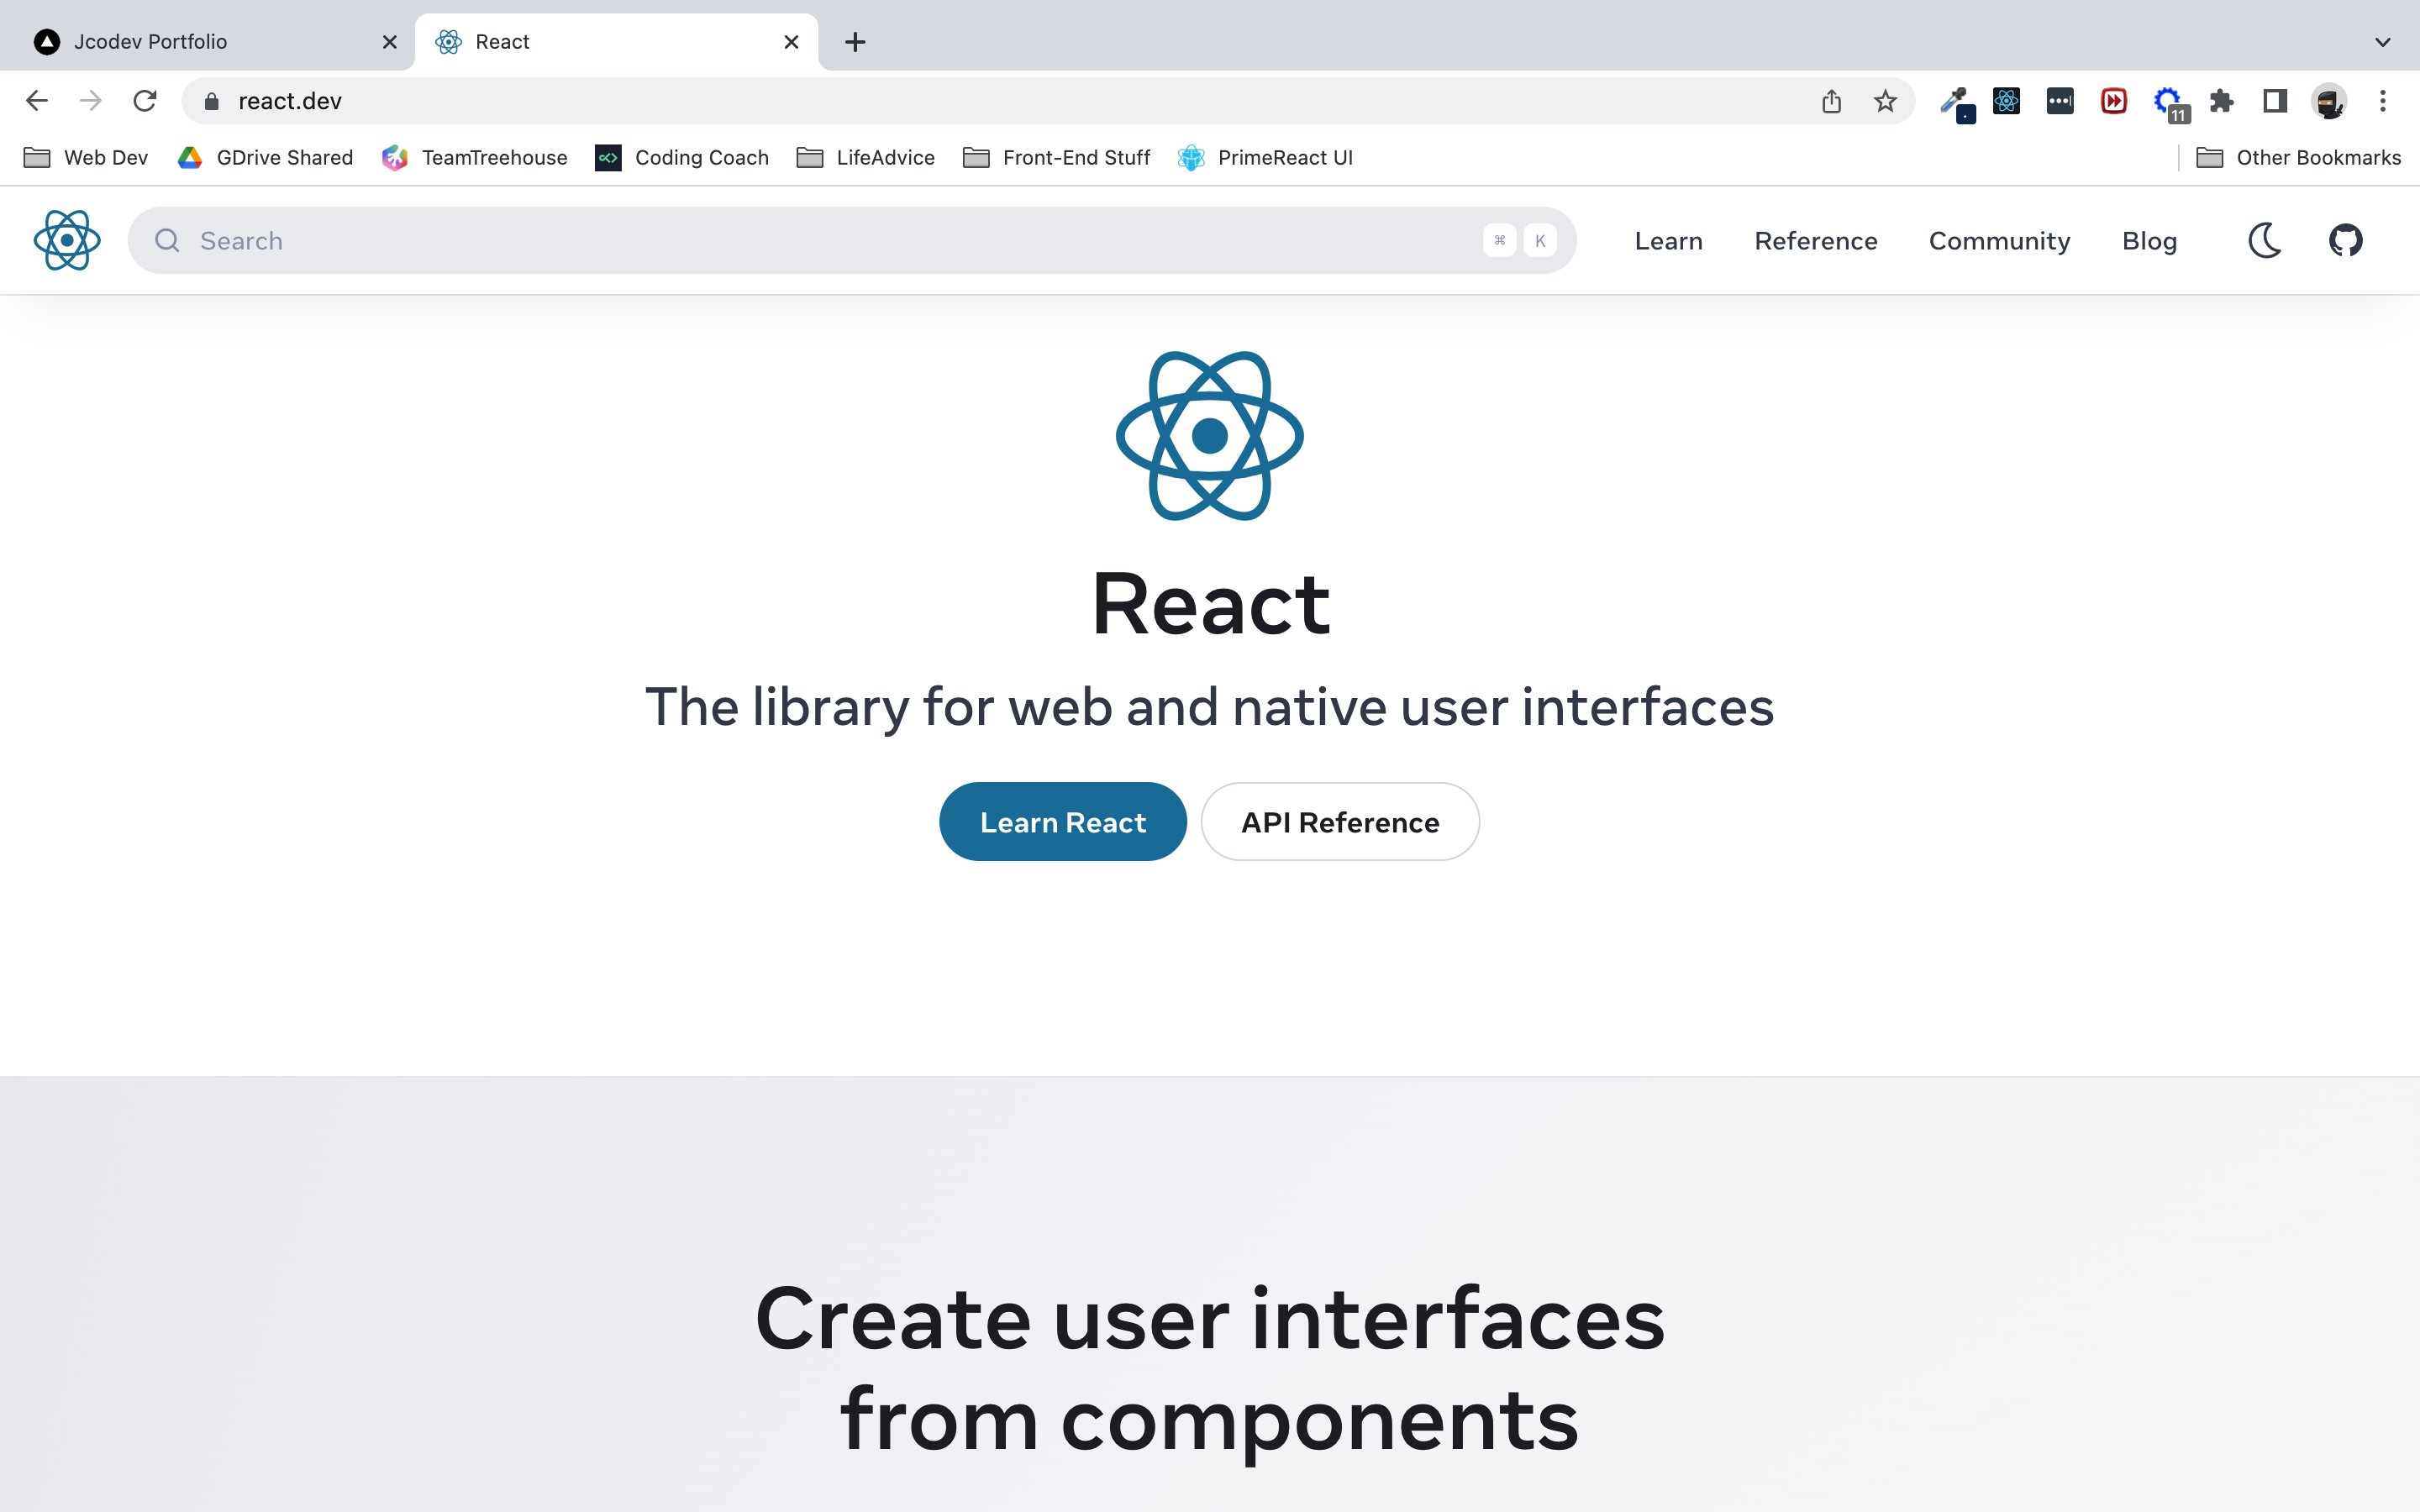 Jcodev Portfolio
React
react.dev
11
Web Dev
GDrive Shared
TeamTreehouse
Coding Coach
LifeAdvice
Front-End Stuff
PrimeReact UI
Other Bookmarks
Search
⌘ K
Learn
Reference
Community
Blog
React
The library for web and native user interfaces
Learn React
API Reference
Create user interfaces
from components